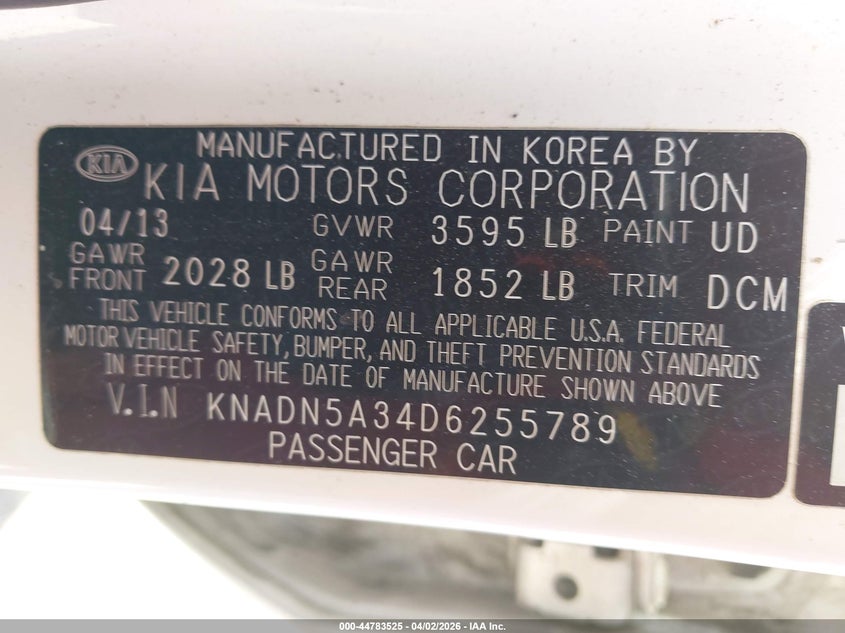 MANUFACTURED IN KOREA BY
KIA KIA MOTORS CORPORATION
04/13 GVWR 3595 LB PAINT UD
GAWR FRONT 2028 LB GAWR REAR 1852 LB TRIM DCM
THIS VEHICLE CONFORMS TO ALL APPLICABLE U.S.A. FEDERAL
MOTOR VEHICLE SAFETY, BUMPER, AND THEFT PREVENTION STANDARDS
IN EFFECT ON THE DATE OF MANUFACTURE SHOWN ABOVE
V.I.N KNADN5A34D6255789
PASSENGER CAR
000-44783525 - 04/02/2026 - IAA Inc.